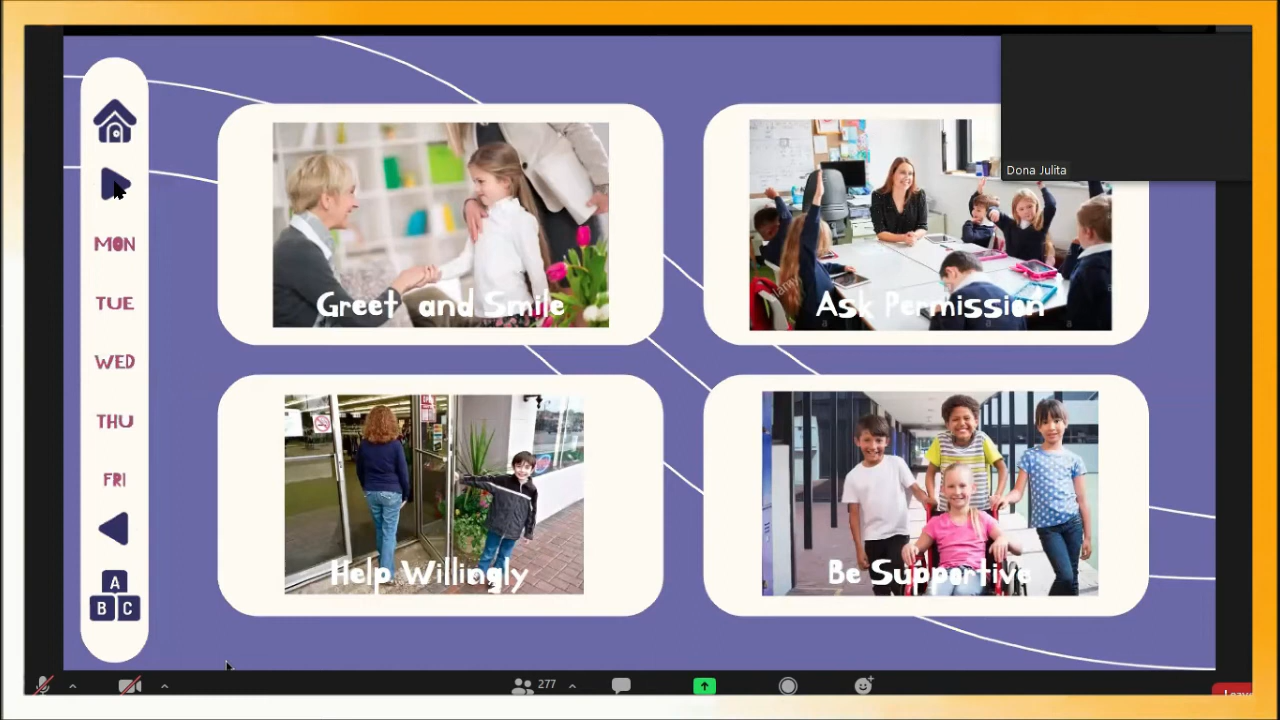 MON
TUE
WED
THU
FRI
A
B C
Greet and Smile
Ask Permission
Help Willingly
Be Supportive
Dona Julita
277